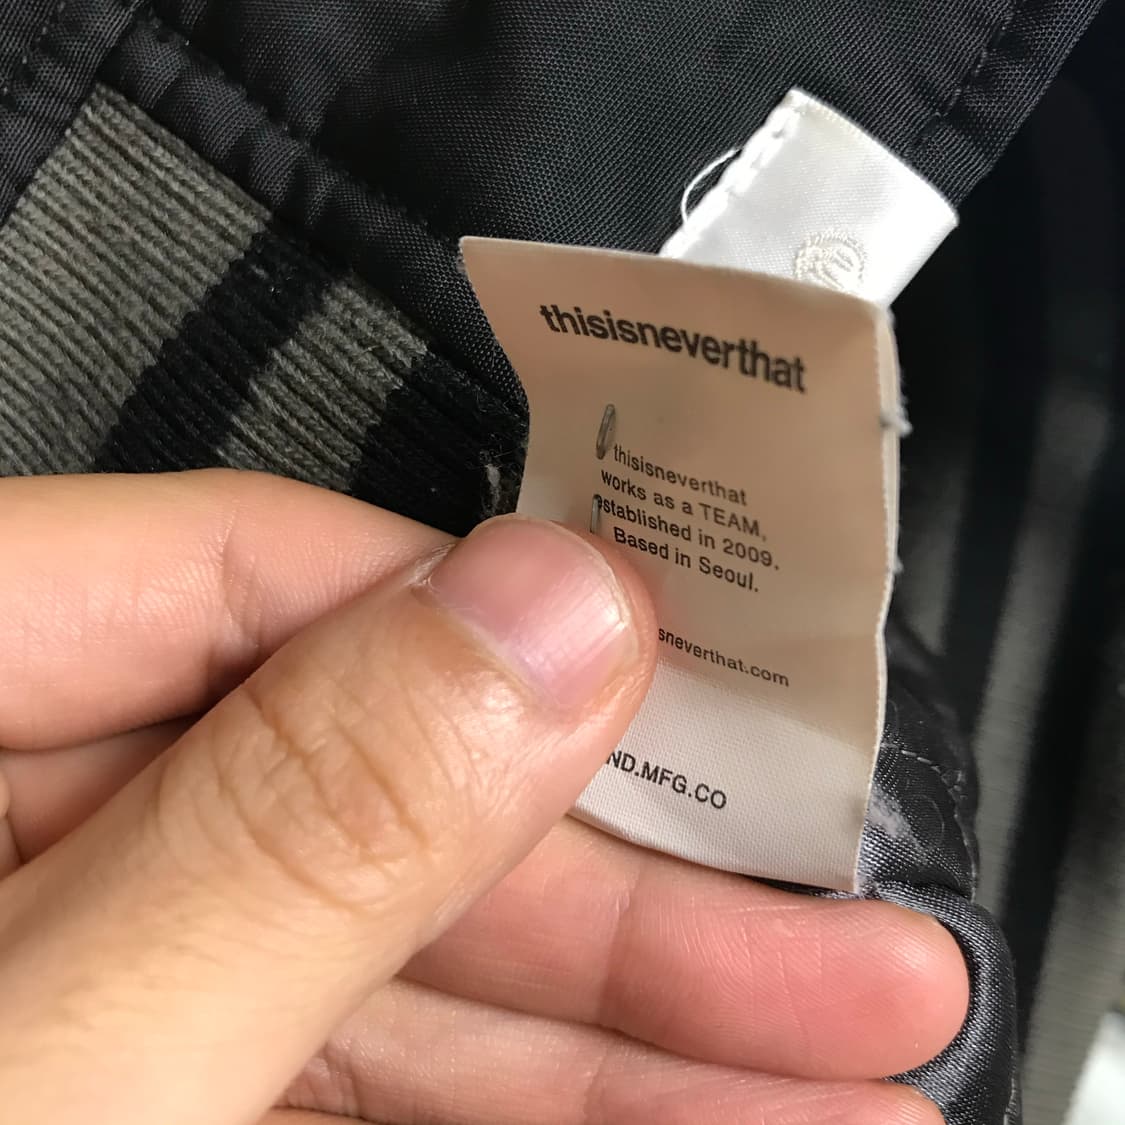 thisisneverthat
thisisneverthat
works as a TEAM,
established in 2009.
Based in Seoul.
sneverthat.com
ND.MFG.CO